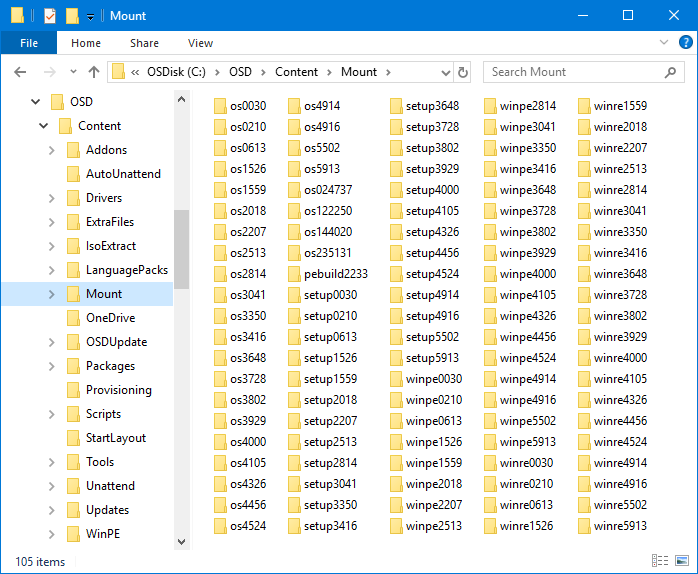 Mount
File Home Share View
« OSDisk (C:) > OSD > Content > Mount >
Search Mount
OSD
Content
Addons
AutoUnattend
Drivers
ExtraFiles
IsoExtract
LanguagePacks
Mount
OneDrive
OSDUpdate
Packages
Provisioning
Scripts
StartLayout
Tools
Unattend
Updates
WinPE
os0030
os0210
os0613
os1526
os1559
os2018
os2207
os2513
os2814
os3041
os3350
os3416
os3648
os3728
os3802
os3929
os4000
os4105
os4326
os4456
os4524
os4914
os4916
os5502
os5913
os024737
os122250
os144020
os235131
pebuild2233
setup0030
setup0210
setup0613
setup1526
setup1559
setup2018
setup2207
setup2513
setup2814
setup3041
setup3350
setup3416
setup3648
setup3728
setup3802
setup3929
setup4000
setup4105
setup4326
setup4456
setup4524
setup4914
setup4916
setup5502
setup5913
winpe0030
winpe0210
winpe0613
winpe1526
winpe1559
winpe2018
winpe2207
winpe2513
winpe2814
winpe3041
winpe3350
winpe3416
winpe3648
winpe3728
winpe3802
winpe3929
winpe4000
winpe4105
winpe4326
winpe4456
winpe4524
winpe4914
winpe4916
winpe5502
winpe5913
winre0030
winre0210
winre0613
winre1526
winre1559
winre2018
winre2207
winre2513
winre2814
winre3041
winre3350
winre3416
winre3648
winre3728
winre3802
winre3929
winre4000
winre4105
winre4326
winre4456
winre4524
winre4914
winre4916
winre5502
winre5913
105 items